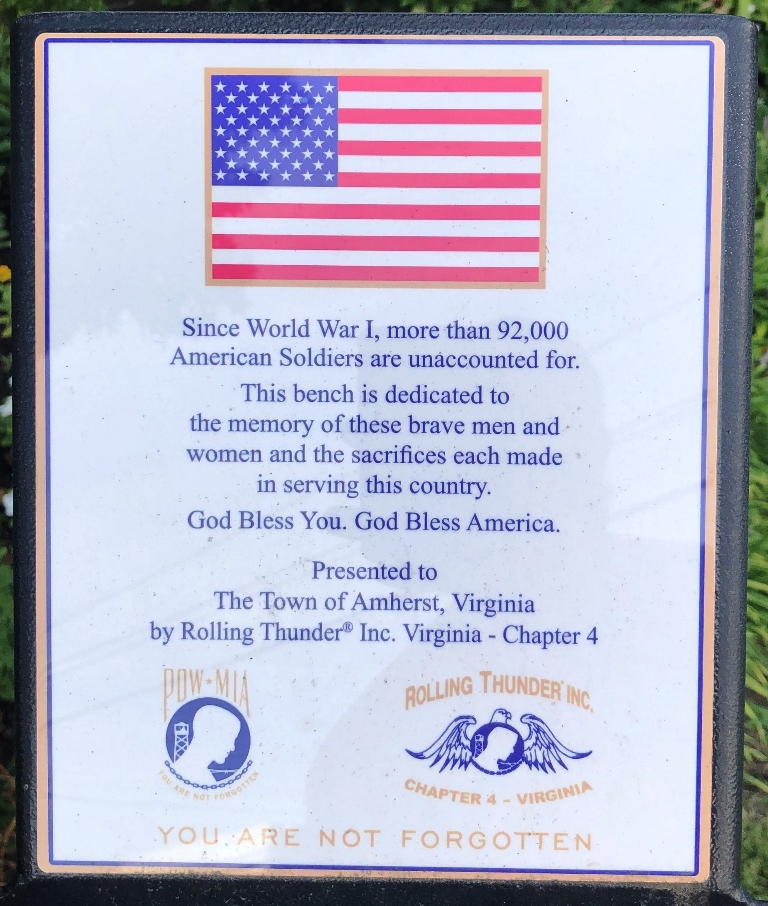 Since World War I, more than 92,000
American Soldiers are unaccounted for.
This bench is dedicated to
the memory of these brave men and
women and the sacrifices each made
in serving this country.
God Bless You. God Bless America.
Presented to
The Town of Amherst, Virginia
by Rolling Thunder® Inc. Virginia - Chapter 4
POW★MIA
YOU ARE NOT FORGOTTEN
ROLLING THUNDER® INC.
CHAPTER 4 - VIRGINIA
YOU ARE NOT FORGOTTEN